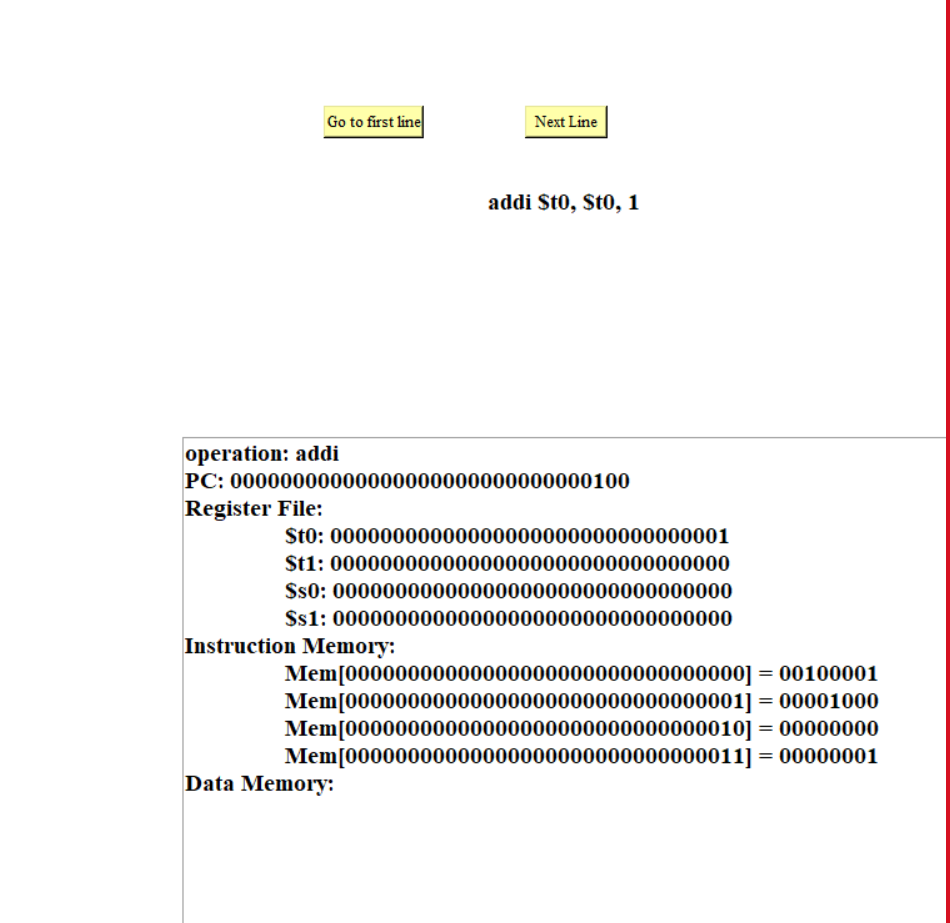 Go to first line
Next Line
addi $t0, $t0, 1
operation: addi
PC: 00000000000000000000000000000100
Register File:
$t0: 00000000000000000000000000000001
$t1: 00000000000000000000000000000000
$s0: 00000000000000000000000000000000
$s1: 00000000000000000000000000000000
Instruction Memory:
Mem[00000000000000000000000000000000] = 00100001
Mem[00000000000000000000000000000001] = 00001000
Mem[00000000000000000000000000000010] = 00000000
Mem[00000000000000000000000000000011] = 00000001
Data Memory: